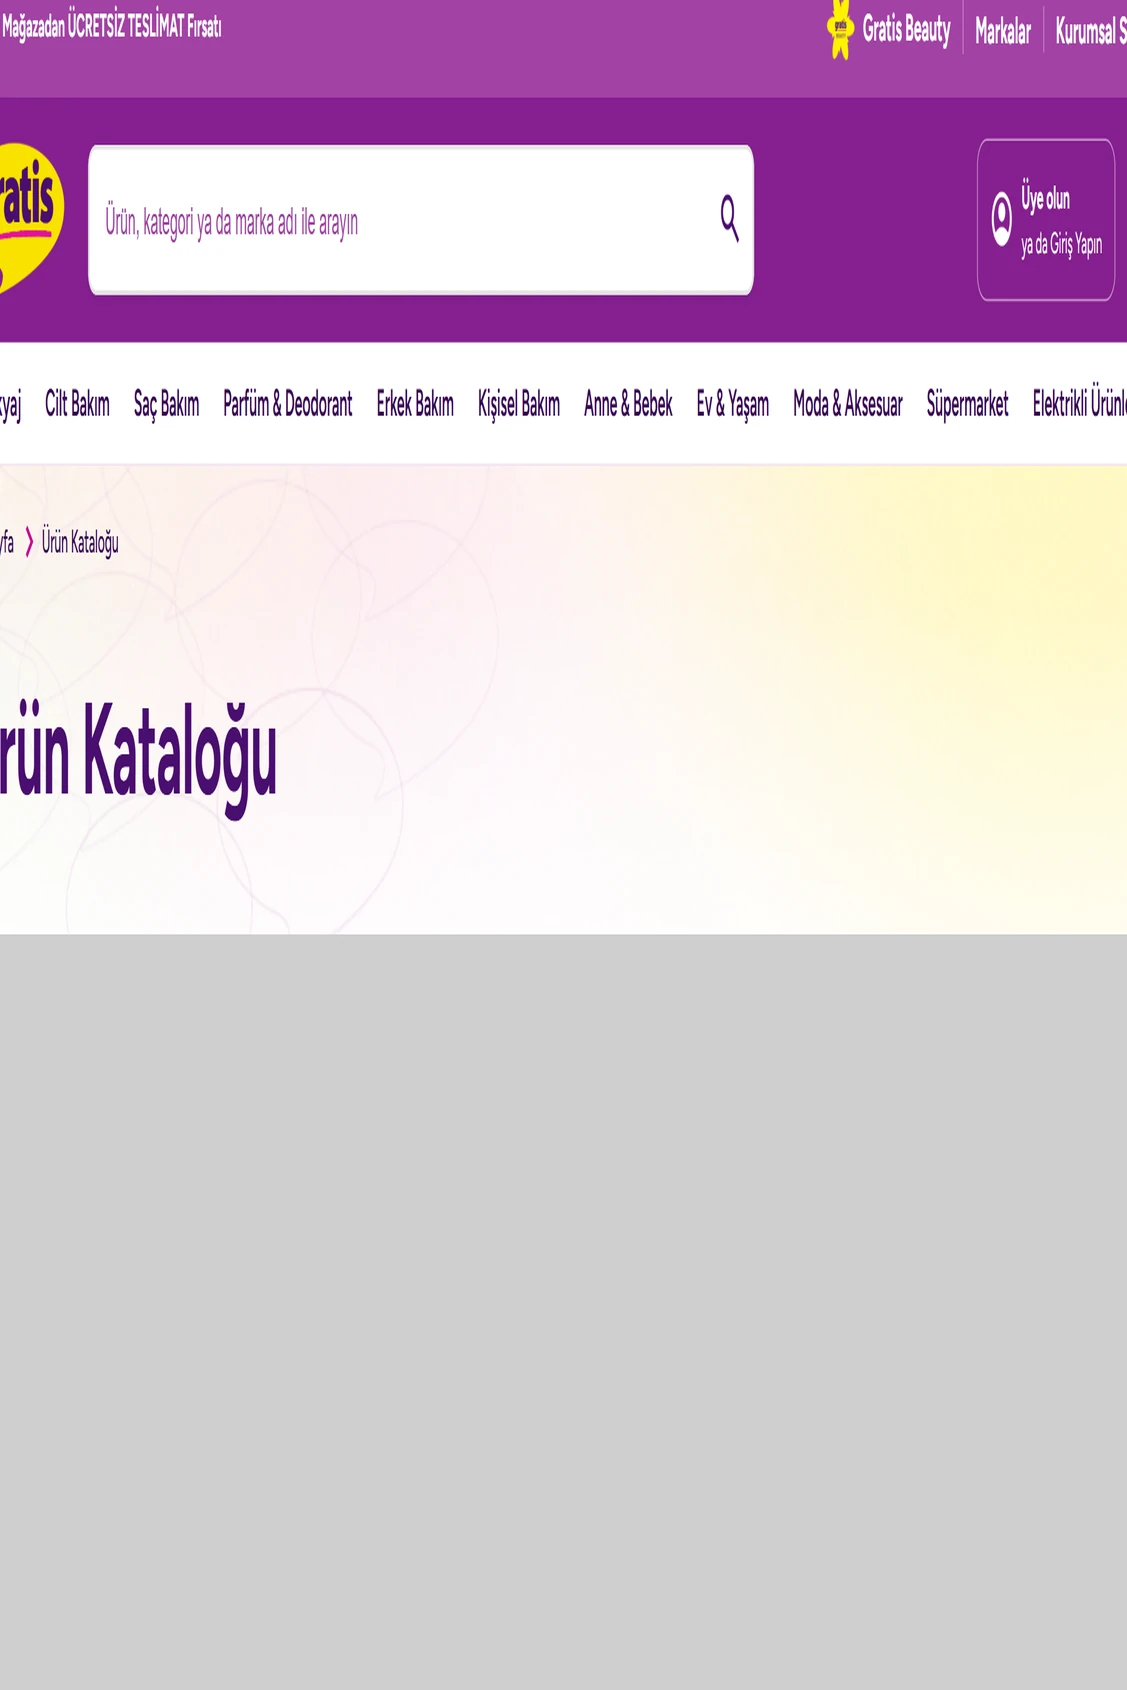 Mağazadan ÜCRETSİZ TESLİMAT Fırsatı
gratis
Gratis Beauty
Markalar
Kurumsal S
ratis
Ürün, kategori ya da marka adı ile arayın
Üye olun
ya da Giriş Yapın
kyaj Cilt Bakım Saç Bakım Parfüm & Deodorant Erkek Bakım Kişisel Bakım Anne & Bebek Ev & Yaşam Moda & Aksesuar Süpermarket Elektrikli Ürünle
yfa Ürün Kataloğu
rün Kataloğu